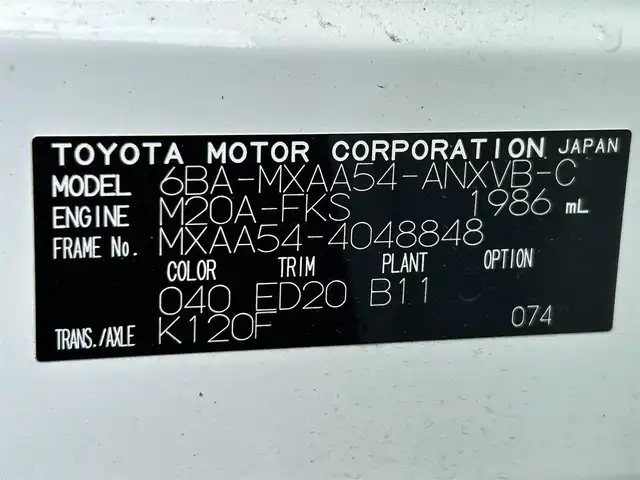 TOYOTA MOTOR CORPORATION JAPAN
MODEL 6BA-MXAA54-ANXVB-C
ENGINE M20A-FKS 1986 mL
FRAME No. MXAA54-4048848
COLOR TRIM PLANT OPTION
040 ED20 B11
TRANS./AXLE K120F 074